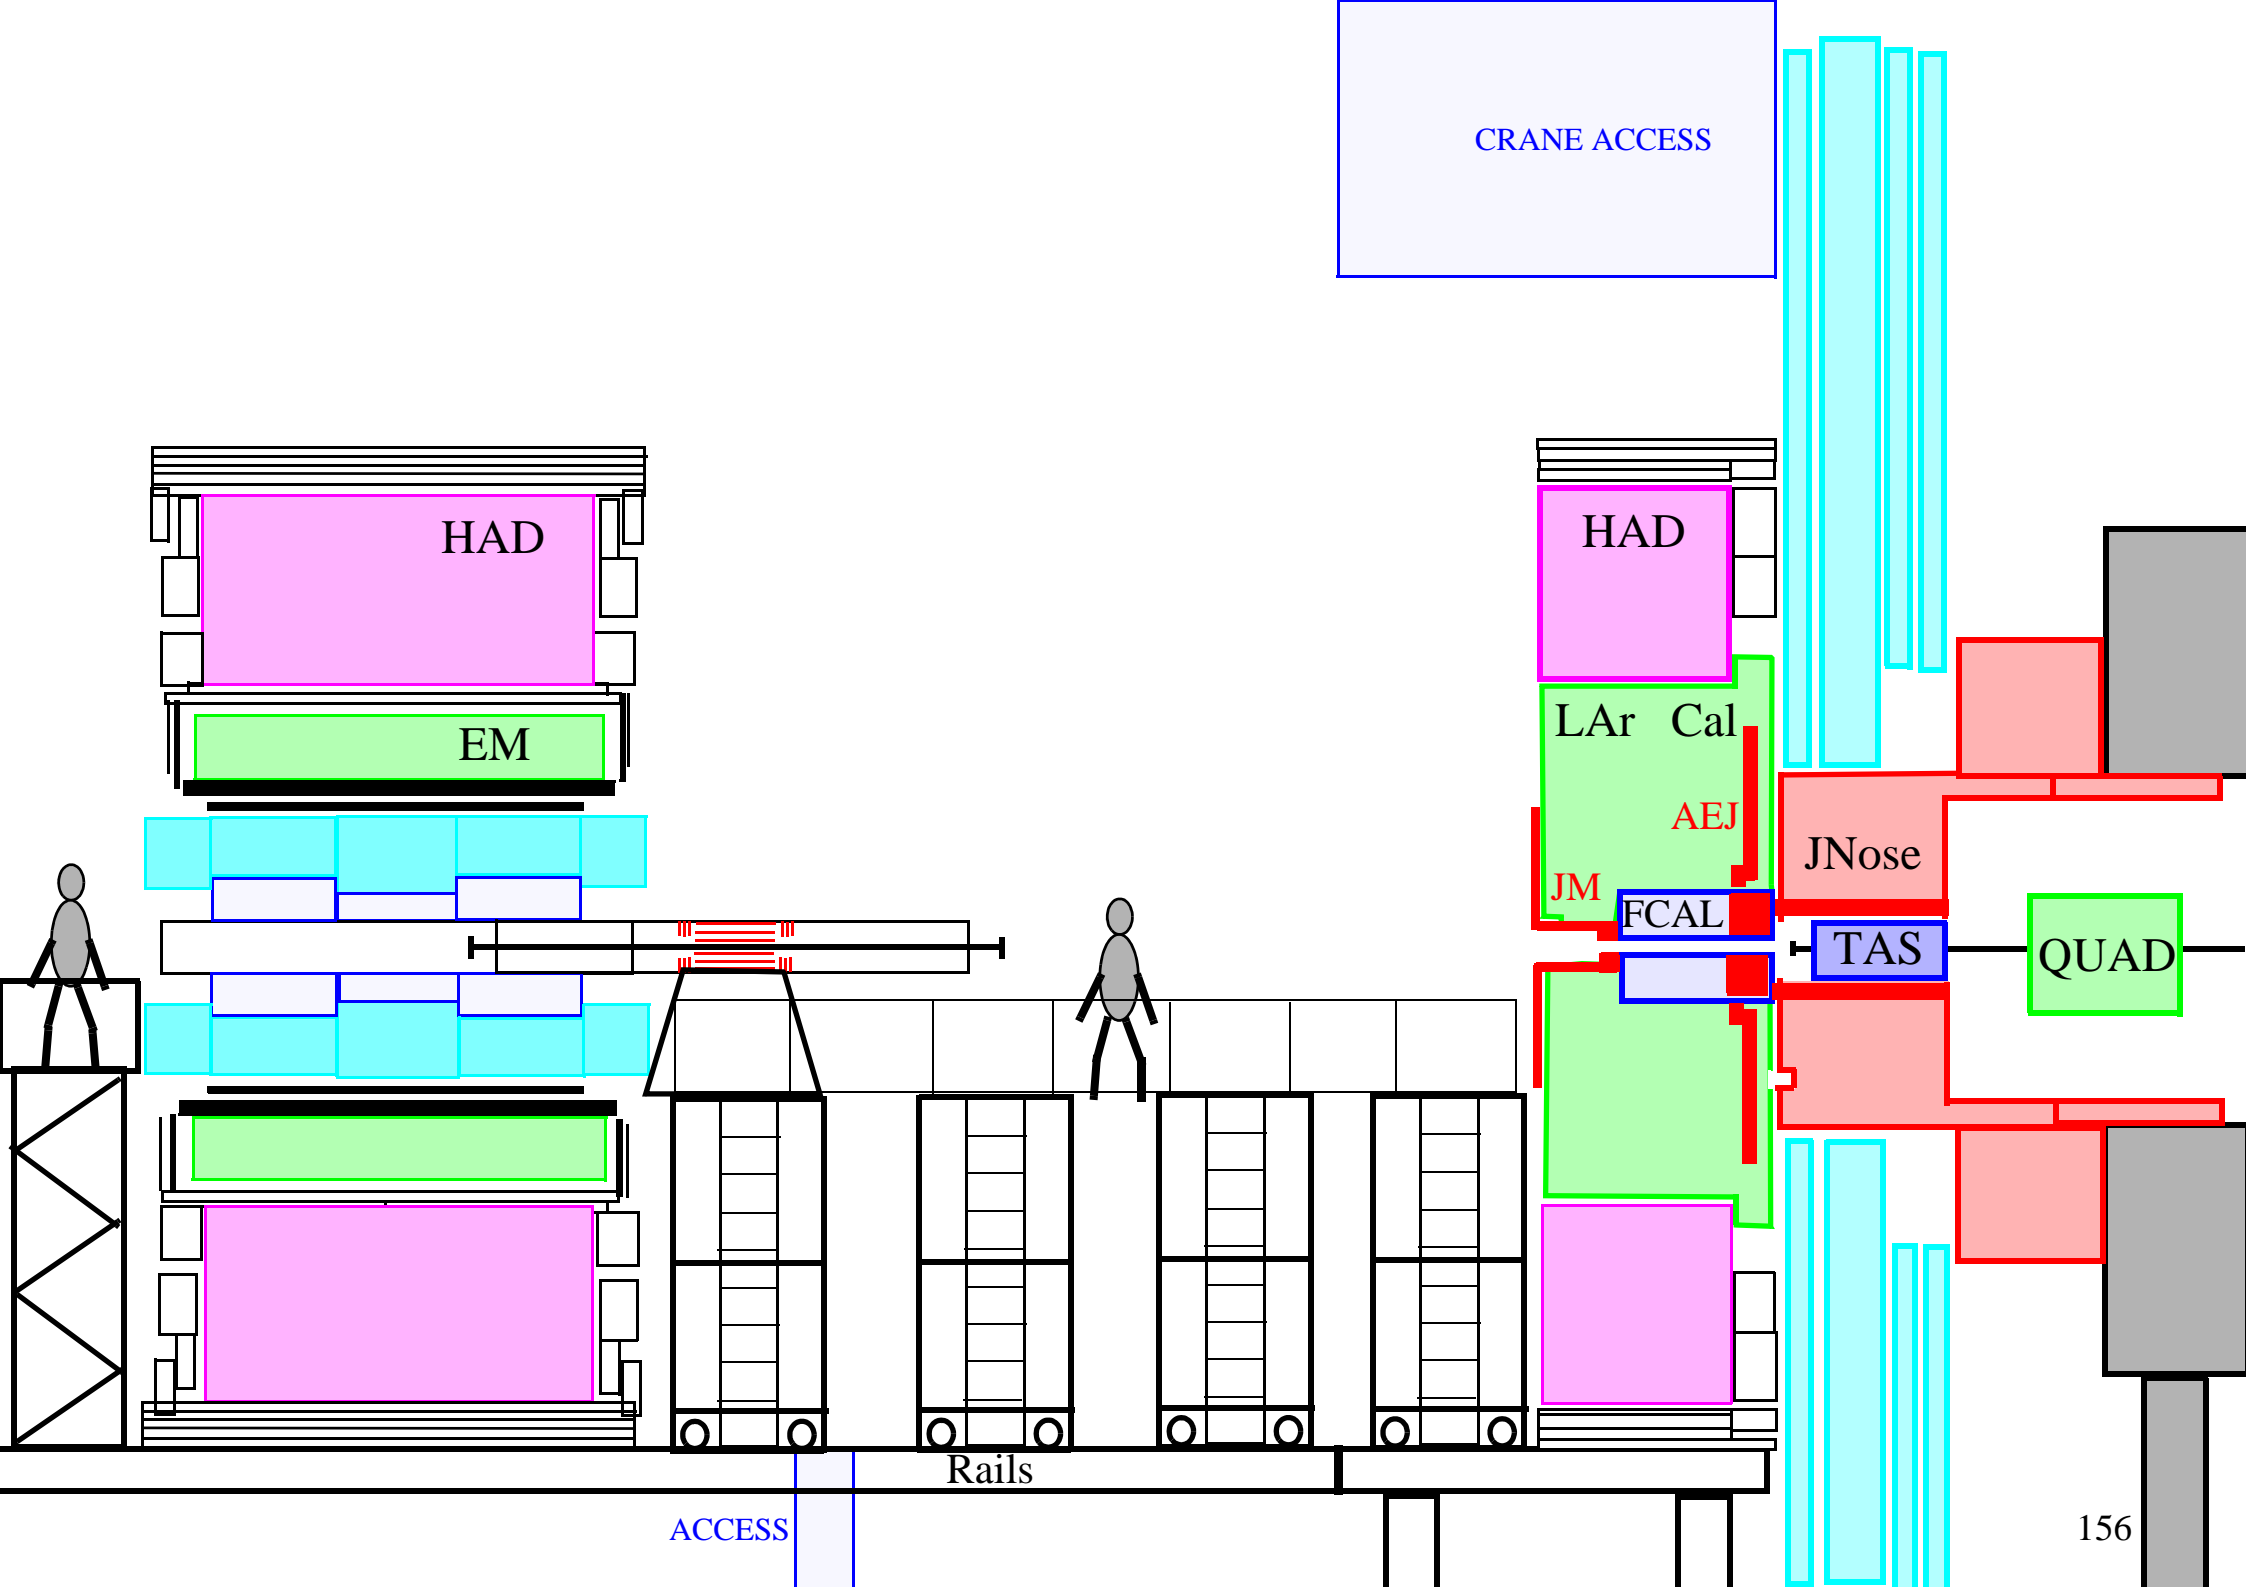 CRANE ACCESS
HAD
HAD
EM
LAr Cal
AEJ
JNose
JM
FCAL
TAS
QUAD
Rails
ACCESS
156